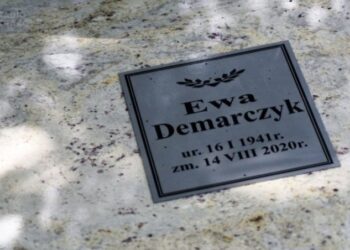 Ewa
Demarczyk
ur. 16 I 1941r.
zm. 14 VIII 2020r.